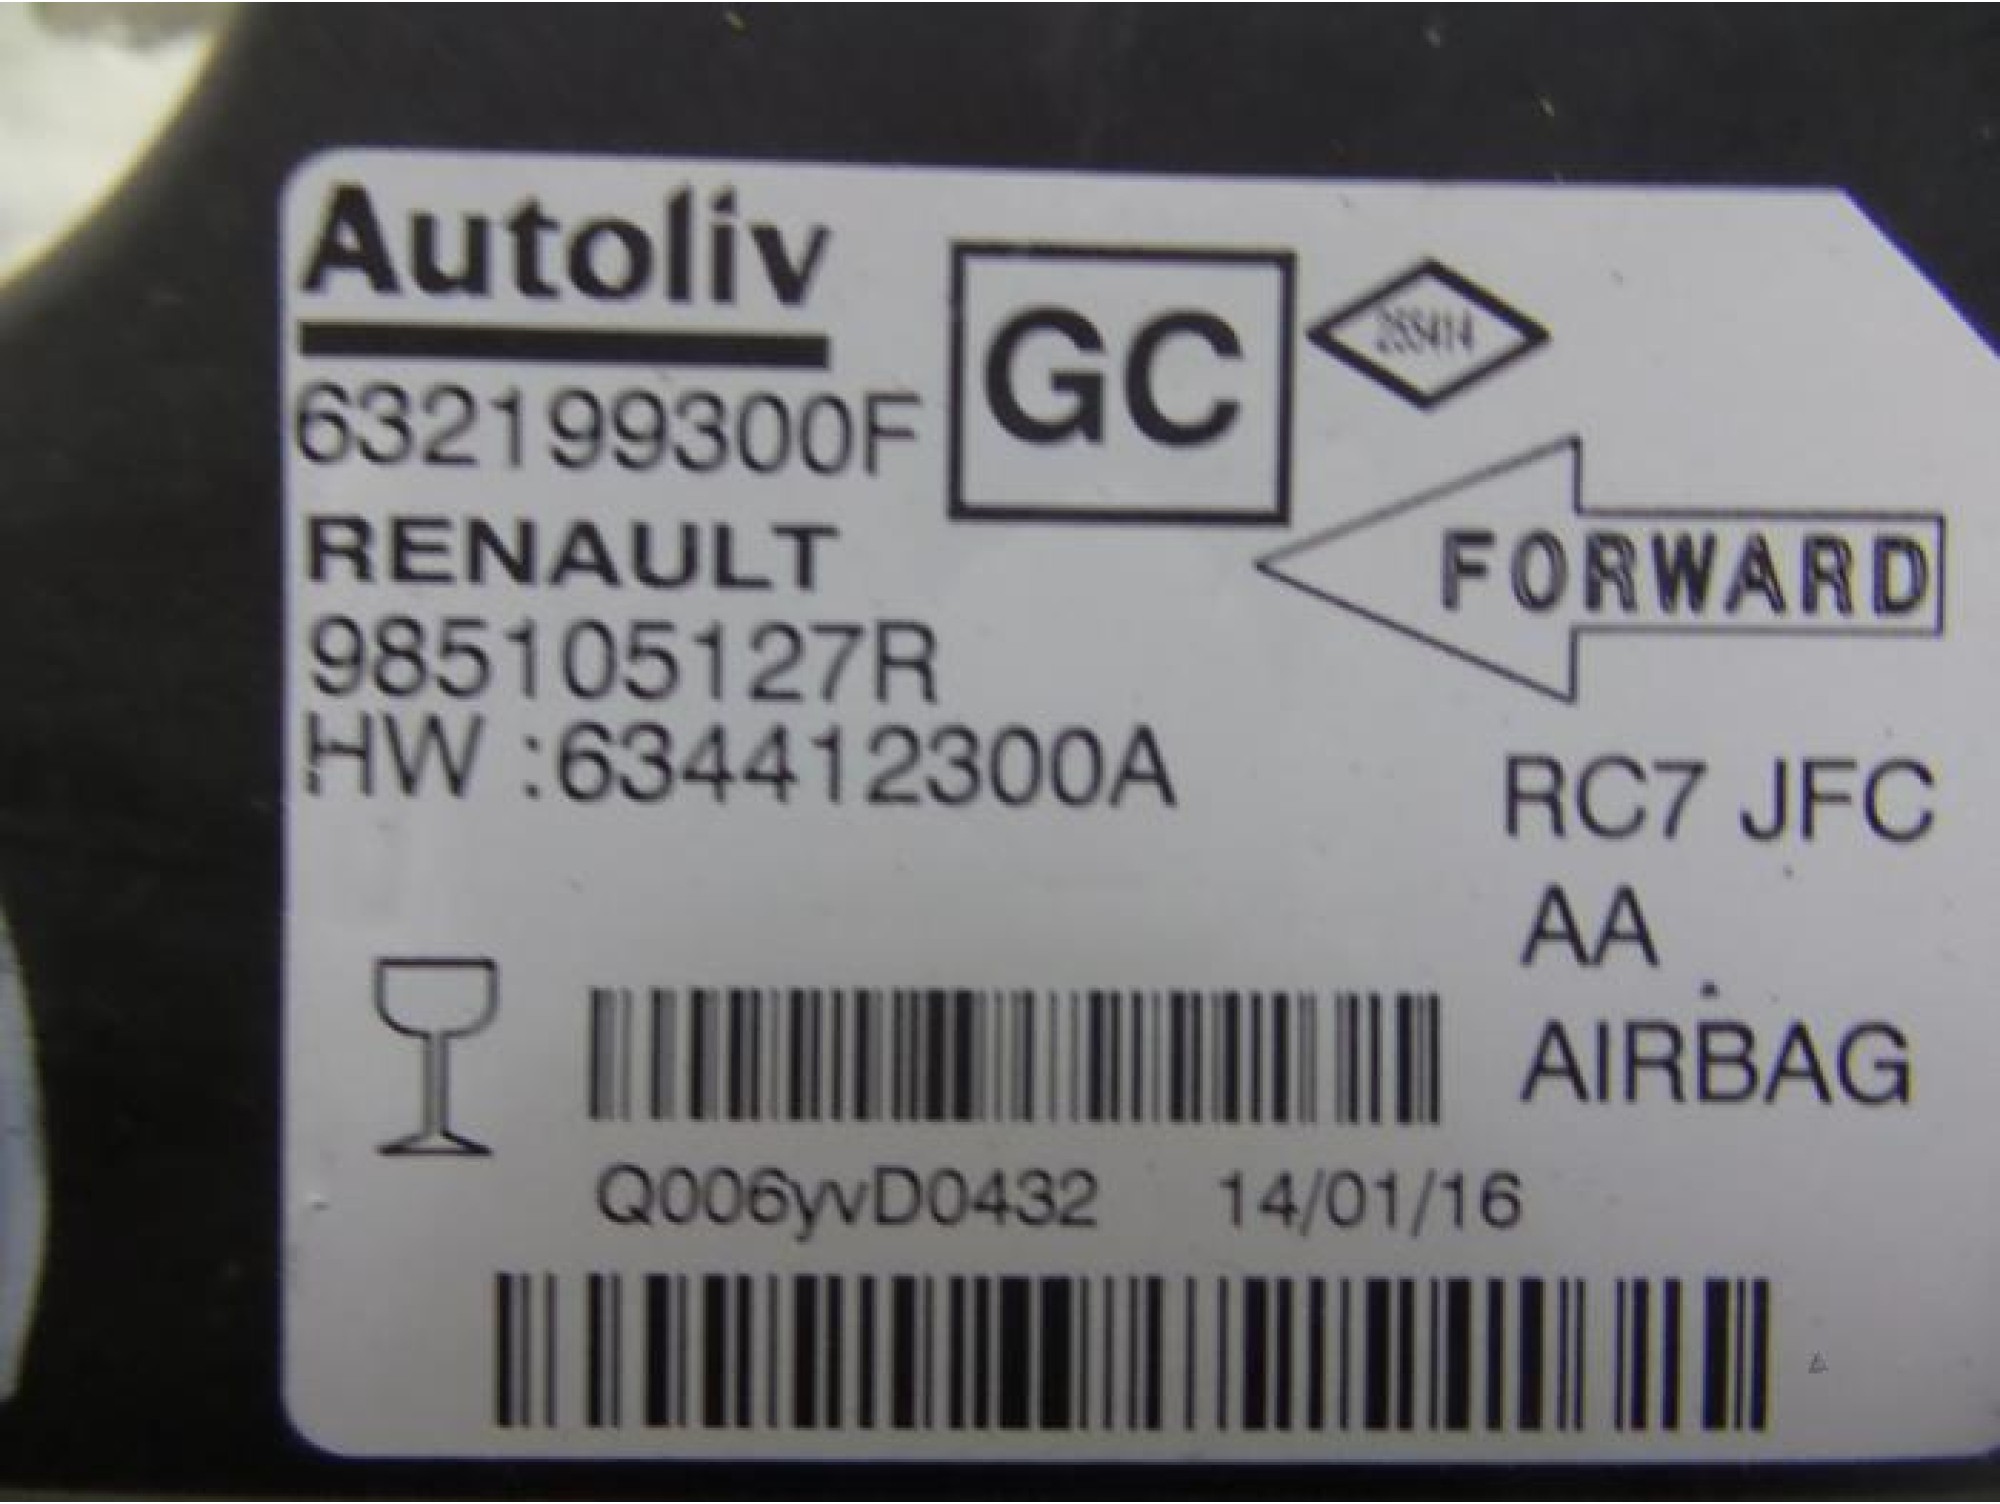 Autoliv
GC
632199300F
RENAULT
FORWARD
985105127R
HW :634412300A
RC7 JFC
AA
AIRBAG
Q006yvD0432 14/01/16